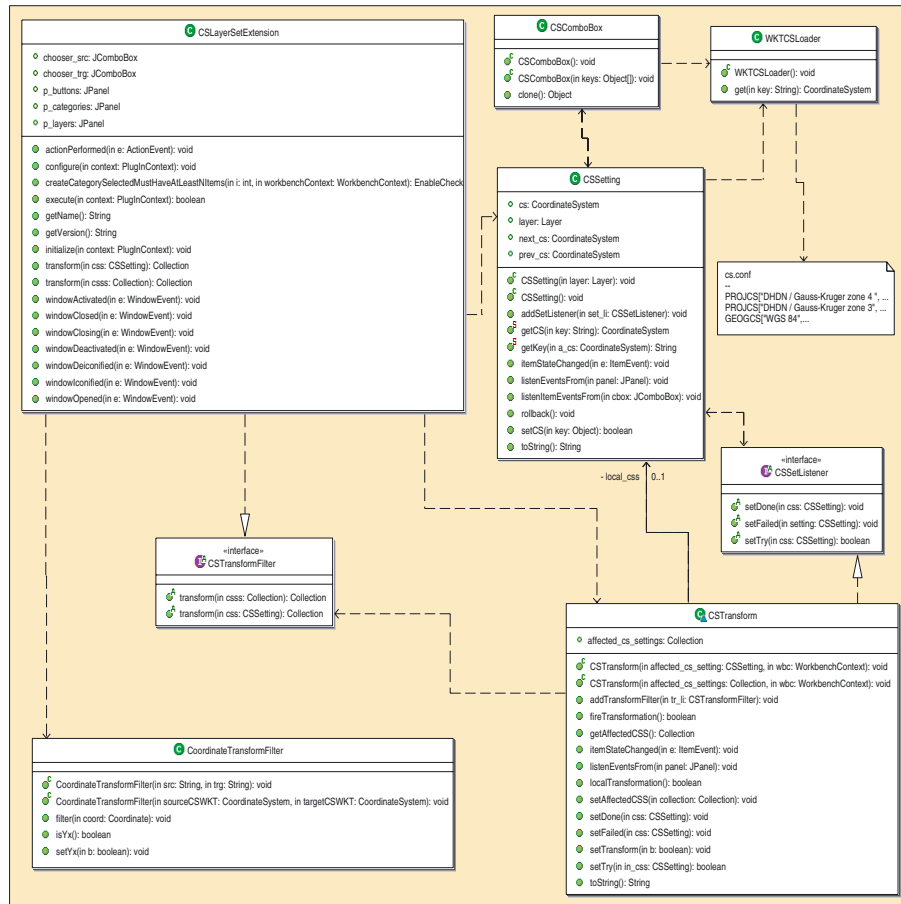 CSLayerSetExtension
chooser_src: JComboBox
chooser_trg: JComboBox
p_buttons: JPanel
p_categories: JPanel
p_layers: JPanel
actionPerformed(in e: ActionEvent): void
configure(in context: PlugInContext): void
createCategorySelectedMustHaveAtLeastNItems(in i: int, in workbenchContext: WorkbenchContext): EnableCheck
execute(in context: PlugInContext): boolean
getName(): String
getVersion(): String
initialize(in context: PlugInContext): void
transform(in css: CSSetting): Collection
transform(in csss: Collection): Collection
windowActivated(in e: WindowEvent): void
windowClosed(in e: WindowEvent): void
windowClosing(in e: WindowEvent): void
windowDeactivated(in e: WindowEvent): void
windowDeiconified(in e: WindowEvent): void
windowIconified(in e: WindowEvent): void
windowOpened(in e: WindowEvent): void
CSComboBox
CSComboBox(): void
CSComboBox(in keys: Object[]): void
clone(): Object
WKTCSLoader
WKTCSLoader(): void
get(in key: String): CoordinateSystem
CSSetting
cs: CoordinateSystem
layer: Layer
next_cs: CoordinateSystem
prev_cs: CoordinateSystem
CSSetting(in layer: Layer): void
CSSetting(): void
addSetListener(in set_li: CSSetListener): void
getCS(in key: String): CoordinateSystem
getKey(in a_cs: CoordinateSystem): String
itemStateChanged(in e: ItemEvent): void
listenEventsFrom(in panel: JPanel): void
listenItemEventsFrom(in cbox: JComboBox): void
rollback(): void
setCS(in key: Object): boolean
toString(): String
cs.conf
--
PROJCS["DHDN / Gauss-Kruger zone 4 ", ...
PROJCS["DHDN / Gauss-Kruger zone 3", ...
GEOGCS["WGS 84",...
«interface»
CSSetListener
setDone(in css: CSSetting): void
setFailed(in setting: CSSetting): void
setTry(in css: CSSetting): boolean
- local_css 0..1
«interface»
CSTransformFilter
transform(in csss: Collection): Collection
transform(in css: CSSetting): Collection
CSTransform
affected_cs_settings: Collection
CSTransform(in affected_cs_setting: CSSetting, in wbc: WorkbenchContext): void
CSTransform(in affected_cs_settings: Collection, in wbc: WorkbenchContext): void
addTransformFilter(in tr_li: CSTransformFilter): void
fireTransformation(): boolean
getAffectedCSS(): Collection
itemStateChanged(in e: ItemEvent): void
listenEventsFrom(in panel: JPanel): void
localTransformation(): boolean
setAffectedCSS(in collection: Collection): void
setDone(in css: CSSetting): void
setFailed(in css: CSSetting): void
setTransform(in b: boolean): void
setTry(in in_css: CSSetting): boolean
toString(): String
CoordinateTransformFilter
CoordinateTransformFilter(in src: String, in trg: String): void
CoordinateTransformFilter(in sourceCSWKT: CoordinateSystem, in targetCSWKT: CoordinateSystem): void
filter(in coord: Coordinate): void
isYx(): boolean
setYx(in b: boolean): void